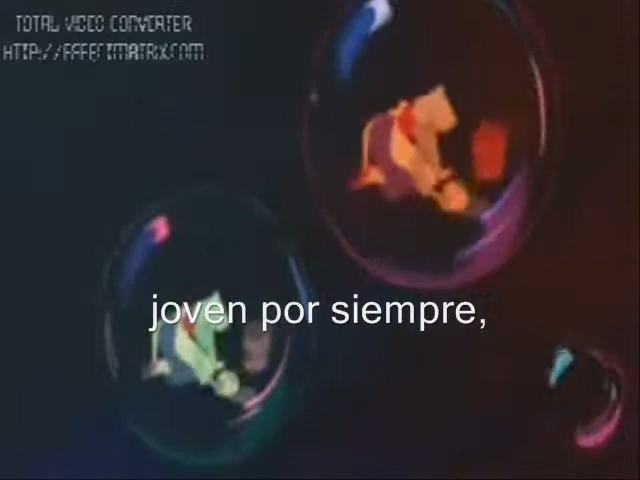 TOTAL VIDEO CONVERTER
HTTP://EFFECTMATRIX.COM
joven por siempre,